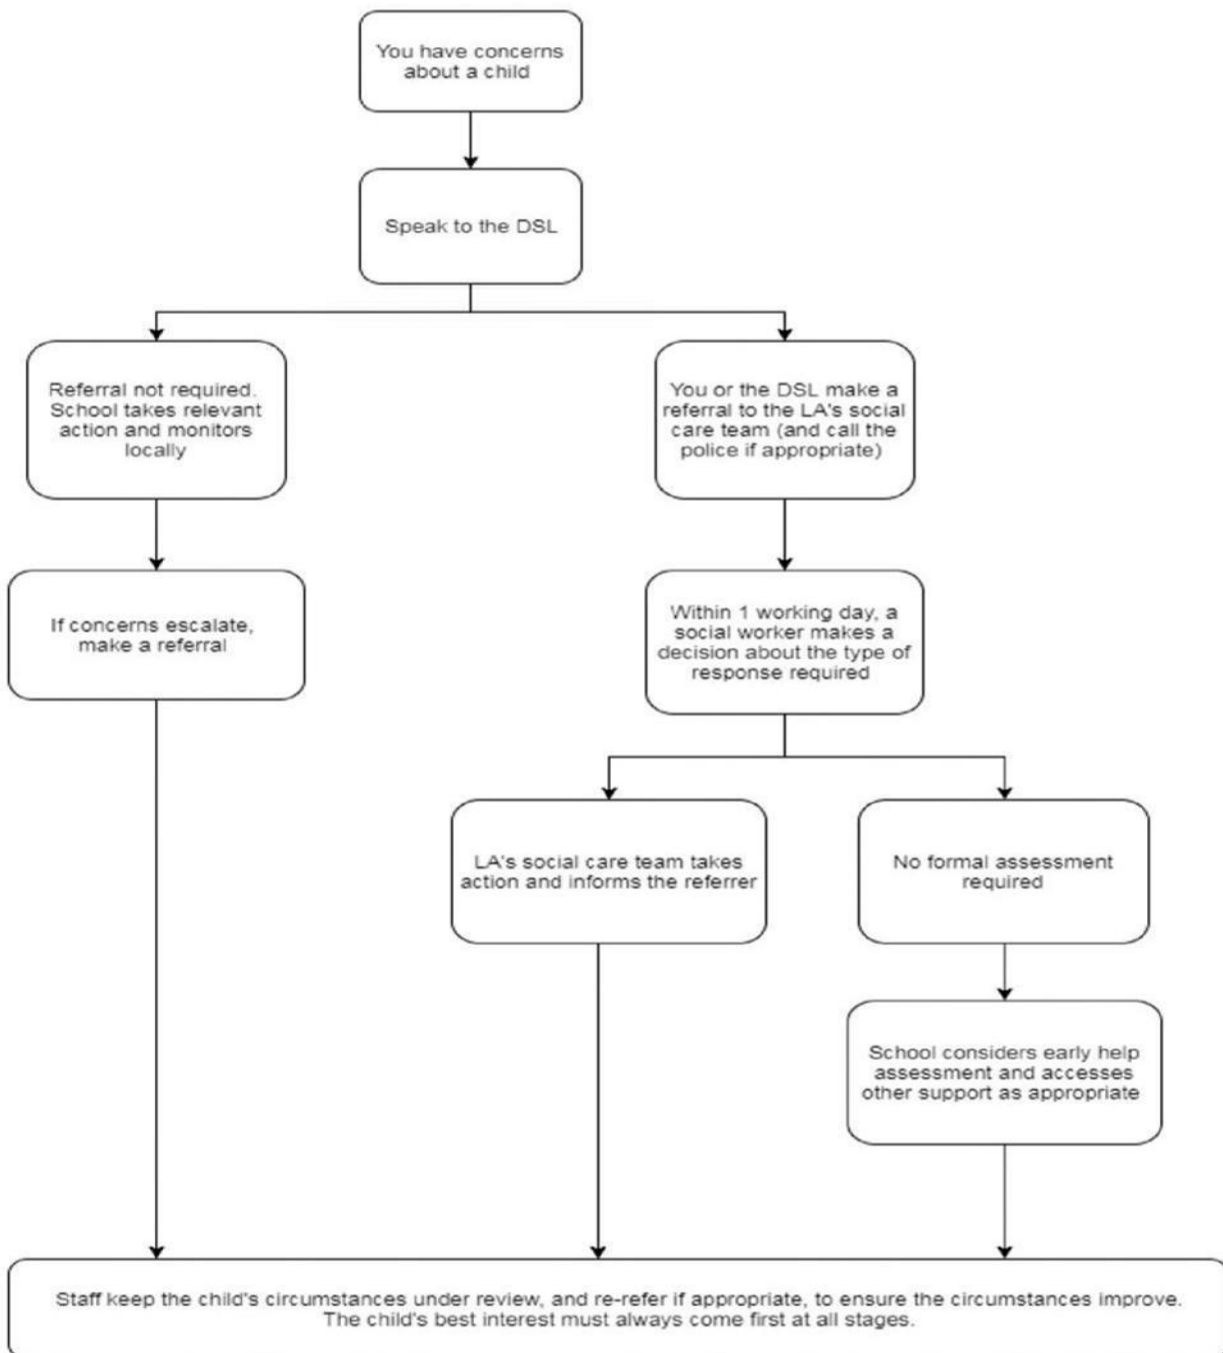 You have concerns
about a child
Speak to the DSL
Referral not required.
School takes relevant
action and monitors
locally
You or the DSL make a
referral to the LA's social
care team (and call the
police if appropriate)
If concerns escalate,
make a referral
Within 1 working day, a
social worker makes a
decision about the type of
response required
LA's social care team takes
action and informs the referrer
No formal assessment
required
School considers early help
assessment and accesses
other support as appropriate
Staff keep the child's circumstances under review, and re-refer if appropriate, to ensure the circumstances improve.
The child's best interest must always come first at all stages.